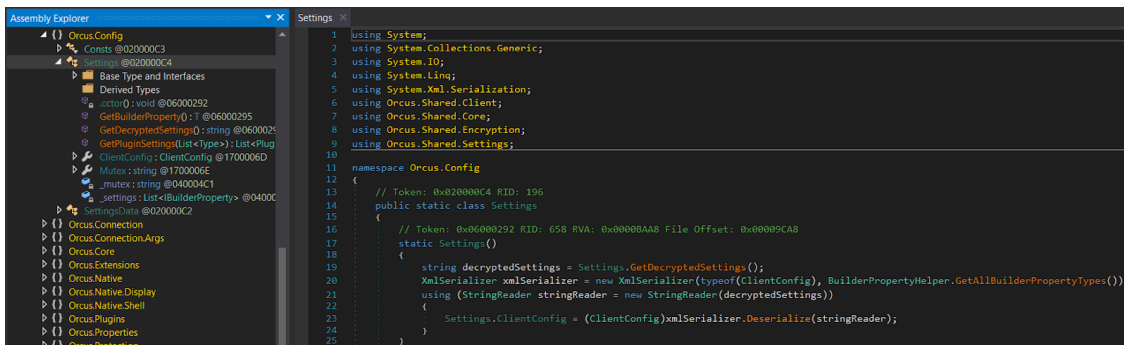 Assembly Explorer
Orcus.Config
Consts @020000C3
Settings @020000C4
Base Type and Interfaces
Derived Types
.cctor() : void @06000292
GetBuilderProperty() : T @06000295
GetDecryptedSettings() : string @0600029
GetPluginSettings(List<Type>) : List<Plug
ClientConfig : ClientConfig @1700006D
Mutex : string @1700006E
_mutex : string @040004C1
_settings : List<IBuilderProperty> @04000
SettingsData @020000C2
Orcus.Connection
Orcus.Connection.Args
Orcus.Core
Orcus.Extensions
Orcus.Native
Orcus.Native.Display
Orcus.Native.Shell
Orcus.Plugins
Orcus.Properties
Orcus.Protection
Settings
1 using System;
2 using System.Collections.Generic;
3 using System.IO;
4 using System.Linq;
5 using System.Xml.Serialization;
6 using Orcus.Shared.Client;
7 using Orcus.Shared.Core;
8 using Orcus.Shared.Encryption;
9 using Orcus.Shared.Settings;
10
11 namespace Orcus.Config
12 {
13 // Token: 0x020000C4 RID: 196
14 public static class Settings
15 {
16 // Token: 0x06000292 RID: 658 RVA: 0x0000BAA8 File Offset: 0x00009CA8
17 static Settings()
18 {
19 string decryptedSettings = Settings.GetDecryptedSettings();
20 XmlSerializer xmlSerializer = new XmlSerializer(typeof(ClientConfig), BuilderPropertyHelper.GetAllBuilderPropertyTypes())
21 using (StringReader stringReader = new StringReader(decryptedSettings))
22 {
23 Settings.ClientConfig = (ClientConfig)xmlSerializer.Deserialize(stringReader);
24 }
25 }